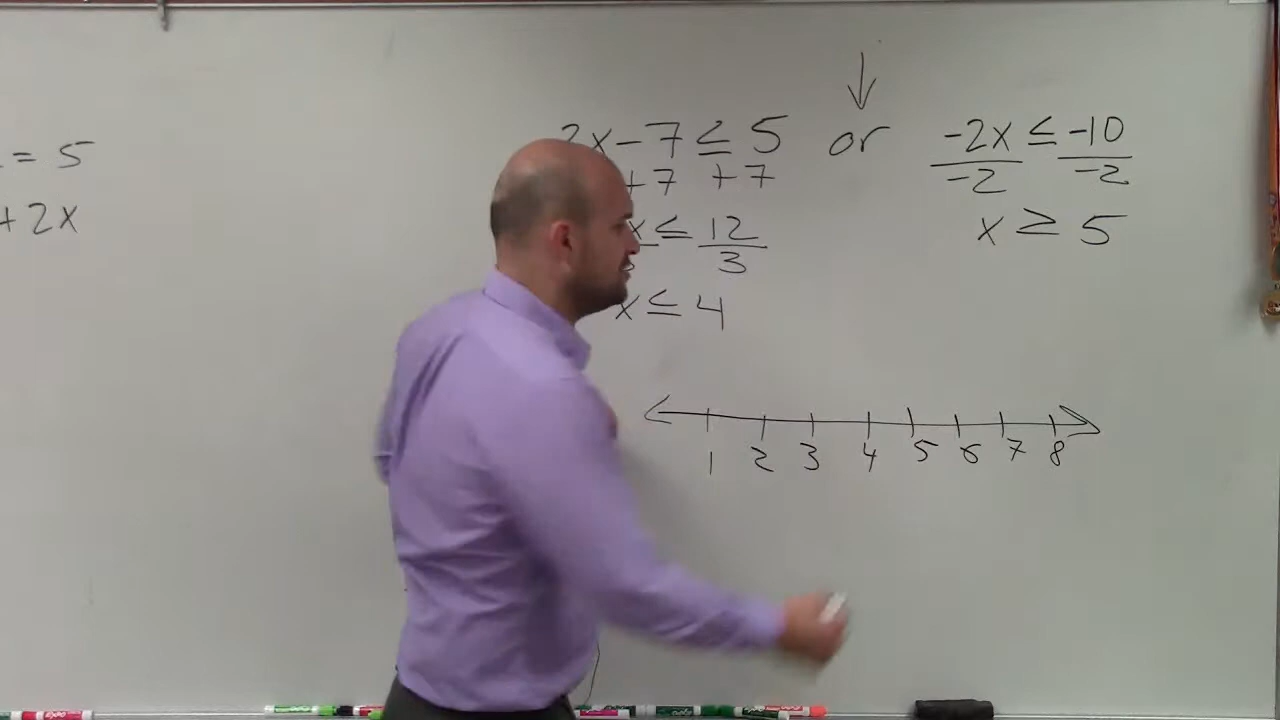 = 5
+ 2x
2x - 7 ≤ 5 or -2x ≤ -10
+7 +7 -2 -2
x ≤ 12
3
x ≥ 5
x ≤ 4
1 2 3 4 5 6 7 8
EXPO